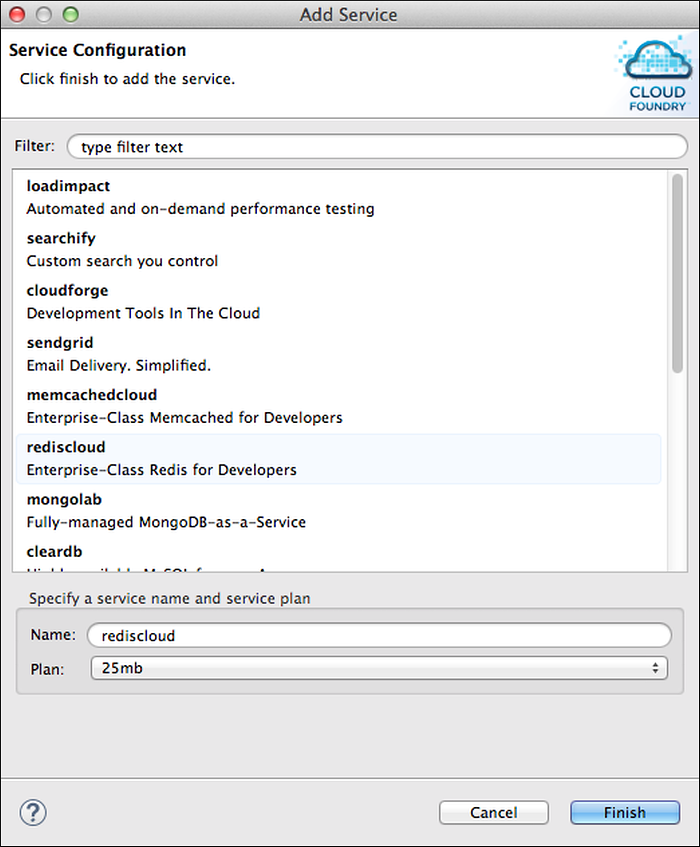 Add Service
Service Configuration
Click finish to add the service.
CLOUD
FOUNDRY
Filter: type filter text
loadimpact
Automated and on-demand performance testing
searchify
Custom search you control
cloudforge
Development Tools In The Cloud
sendgrid
Email Delivery. Simplified.
memcachedcloud
Enterprise-Class Memcached for Developers
rediscloud
Enterprise-Class Redis for Developers
mongolab
Fully-managed MongoDB-as-a-Service
cleardb
Specify a service name and service plan
Name: rediscloud
Plan: 25mb
?
Cancel Finish